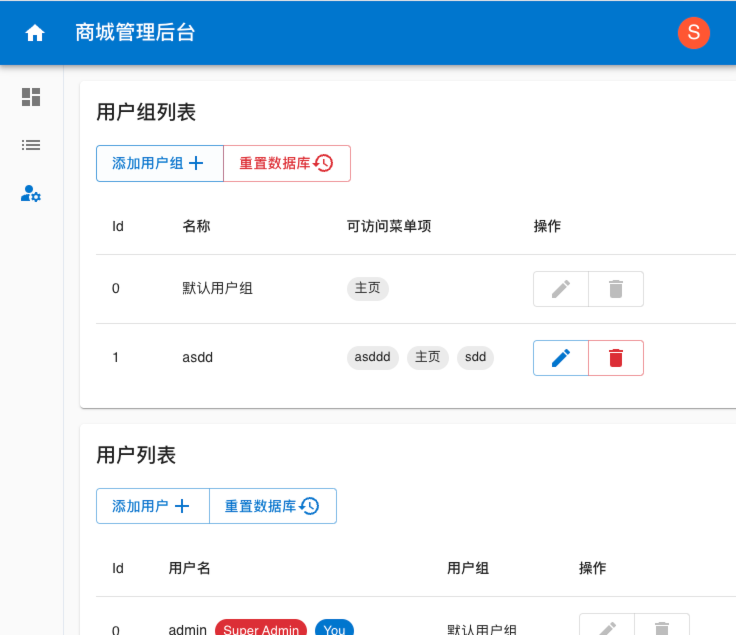 商城管理后台
S
用户组列表
添加用户组
重置数据库
Id 名称 可访问菜单项 操作
0 默认用户组 主页
1 asdd asddd 主页 sdd
用户列表
添加用户
重置数据库
Id 用户名 用户组 操作
0 admin Super Admin You 默认用户组